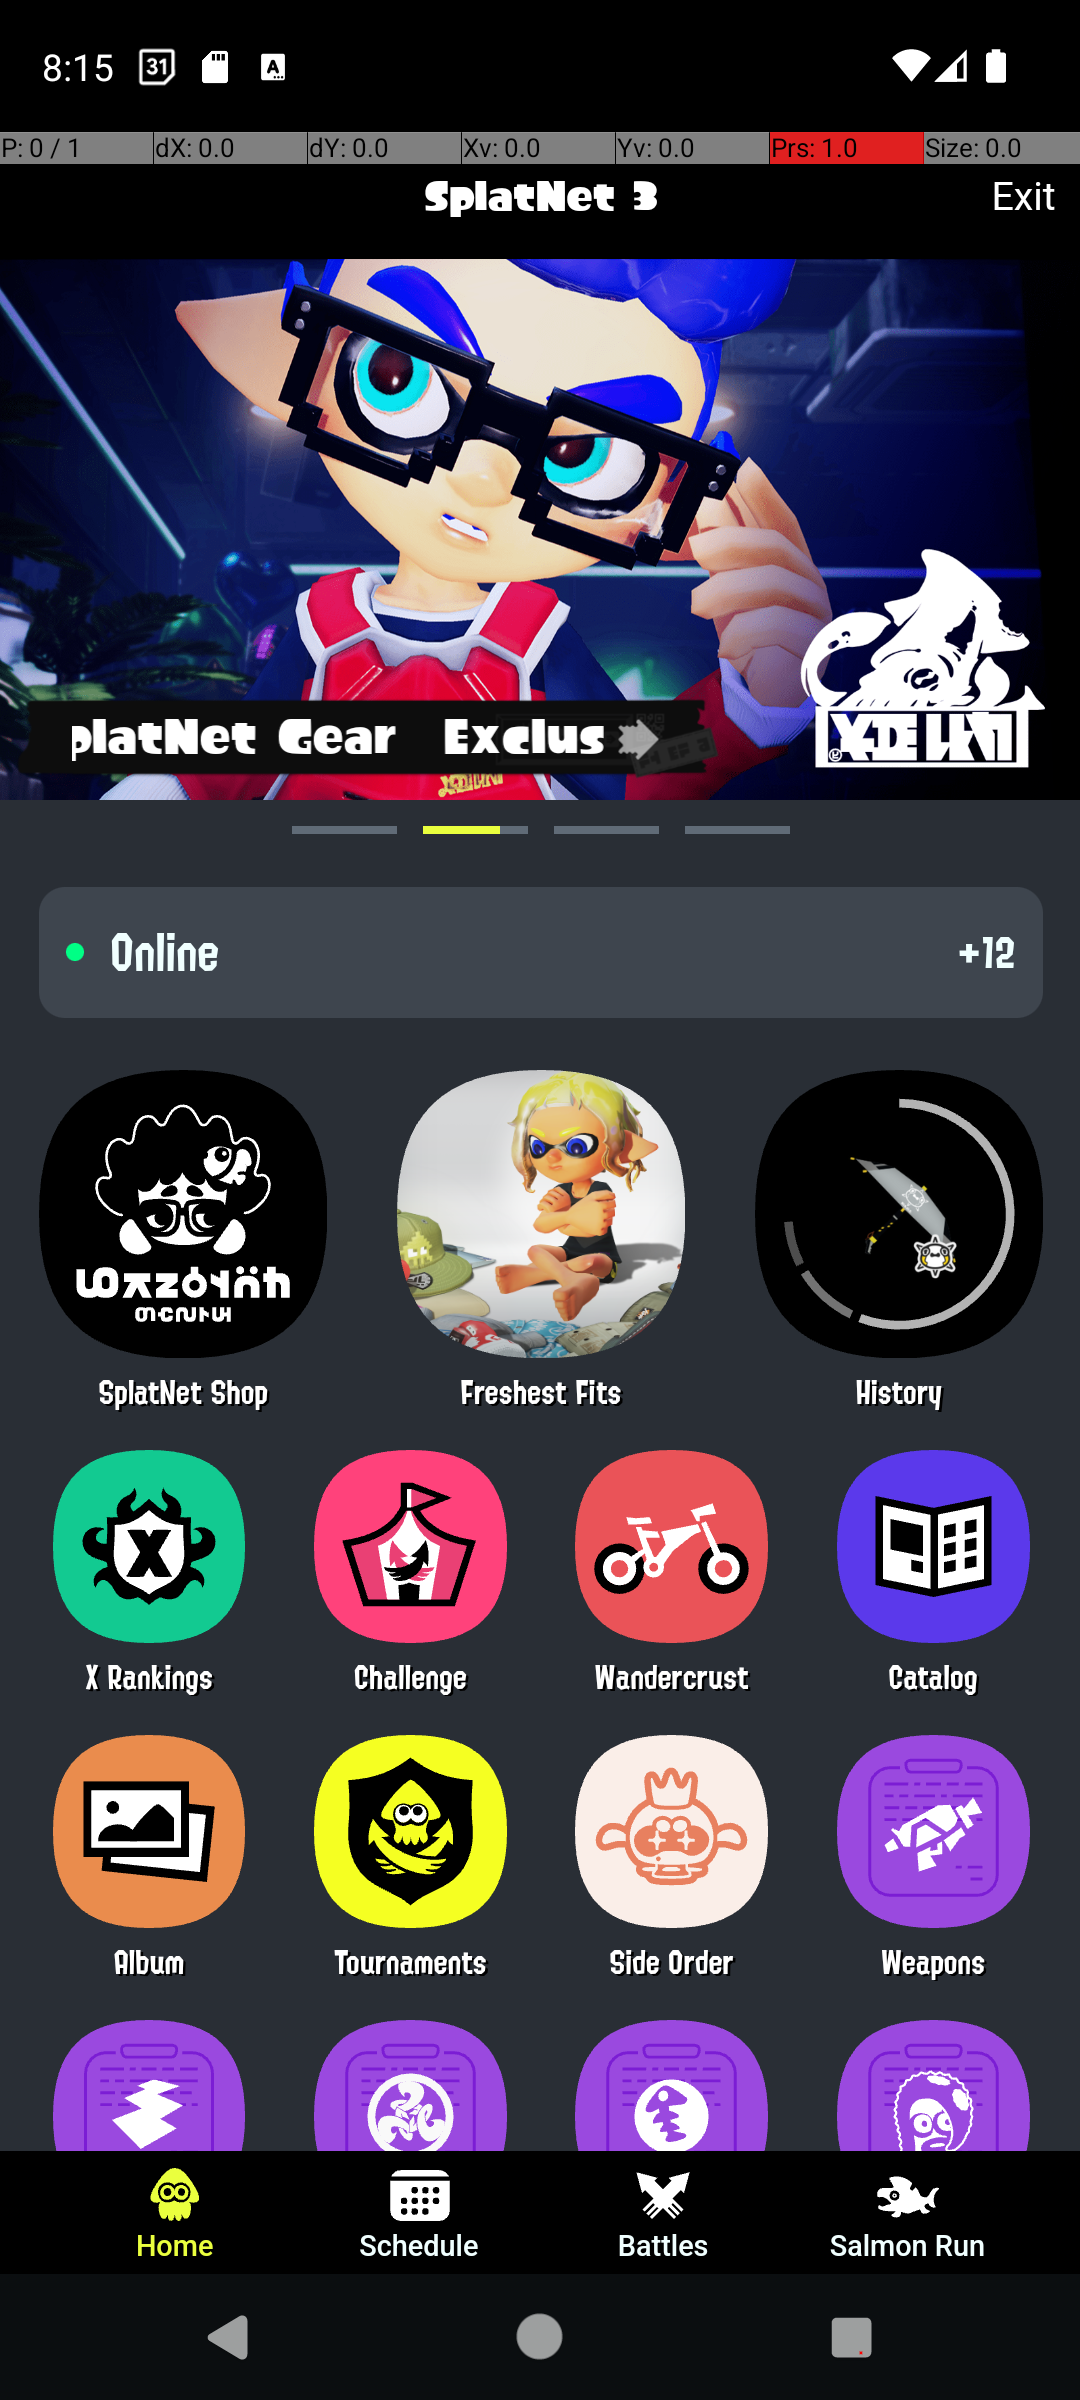 8:15
31
A
P: 0 / 1
dX: 0.0
dY: 0.0
Xv: 0.0
Yv: 0.0
Prs: 1.0
Size: 0.0
SplatNet 3
Exit
platNet Gear Exclus
Online
+12
SplatNet Shop
Freshest Fits
History
X
X Rankings
Challenge
Wandercrust
Catalog
Album
Tournaments
Side Order
Weapons
Home
Schedule
Battles
Salmon Run